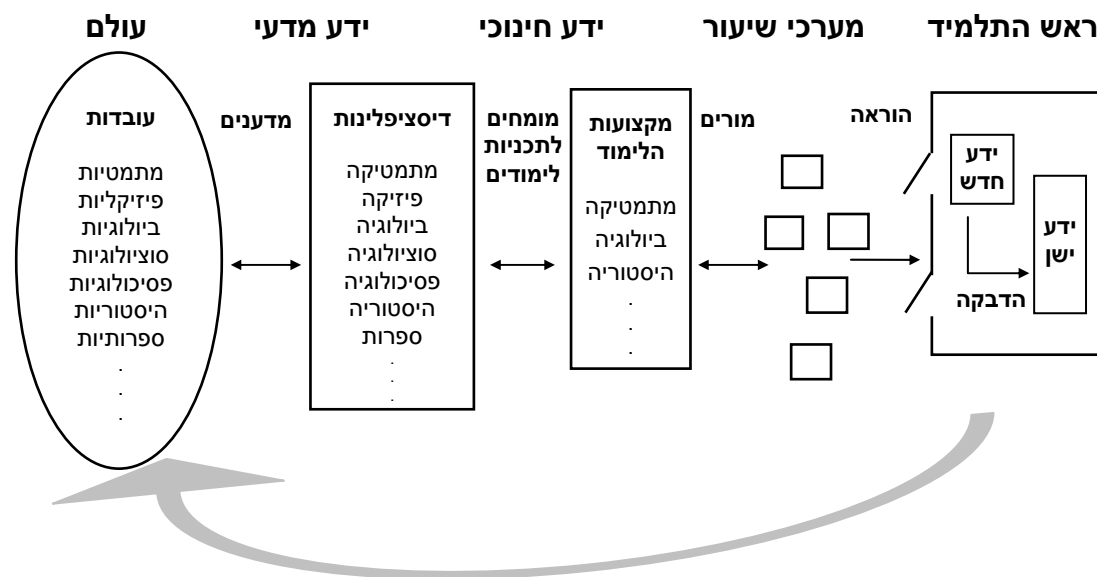 עולם
ידע מדעי
ידע חינוכי
מערכי שיעור
ראש התלמיד
עובדות
מתמטיות
פיזיקליות
ביולוגיות
סוציולוגיות
פסיכולוגיות
היסטוריות
ספרותיות
.
.
.
מדענים
דיסציפלינות
מתמטיקה
פיזיקה
ביולוגיה
סוציולוגיה
פסיכולוגיה
היסטוריה
ספרות
.
.
.
מומחים
לתכניות
לימודים
מקצועות
הלימוד
מתמטיקה
ביולוגיה
היסטוריה
.
.
.
מורים
הוראה
ידע
חדש
ידע
ישן
הדבקה